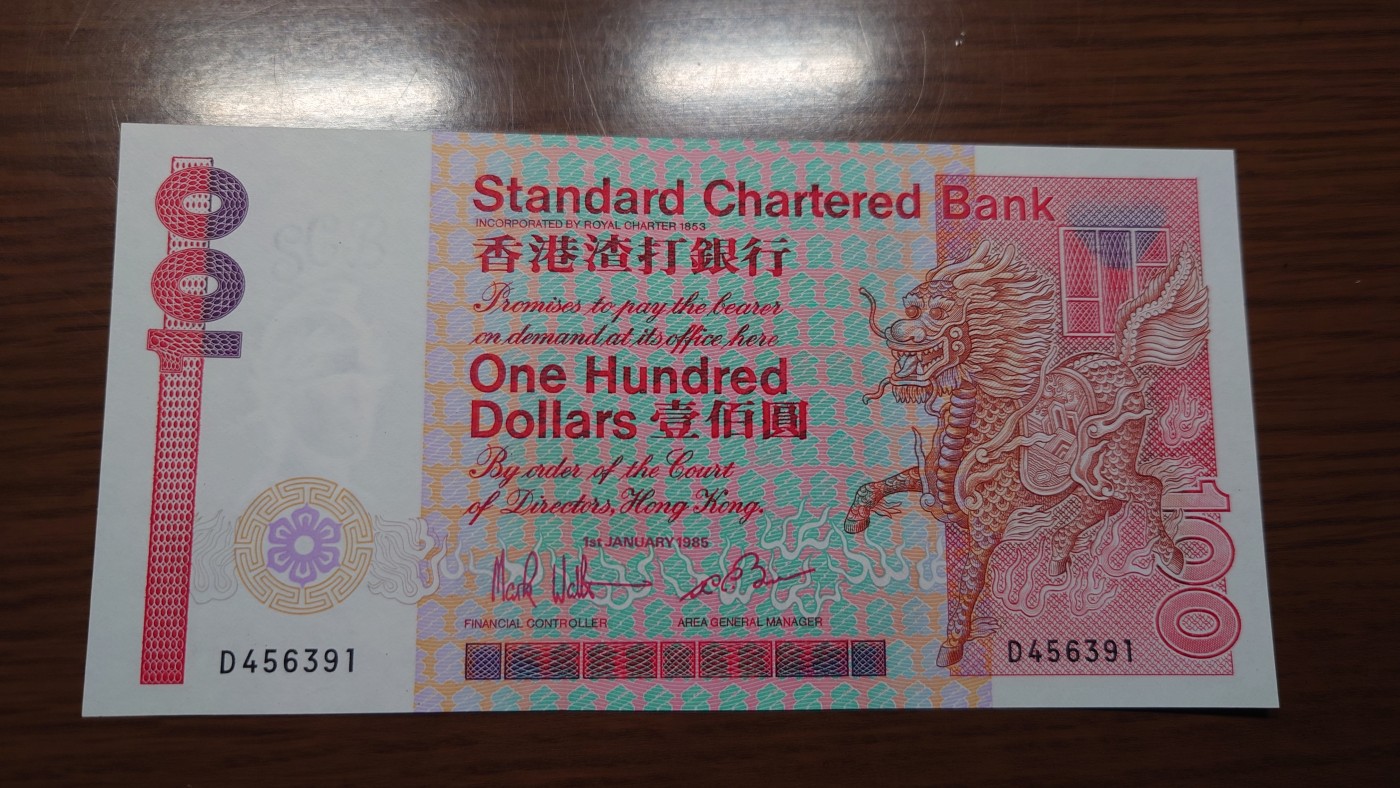 100
Standard Chartered Bank
INCORPORATED BY ROYAL CHARTER 1853
香港渣打銀行
Promises to pay the bearer
on demand at its office here
One Hundred
Dollars 壹佰圓
By order of the Court
of Directors, Hong Kong.
1st JANUARY 1985
FINANCIAL CONTROLLER
AREA GENERAL MANAGER
D456391
D456391
100